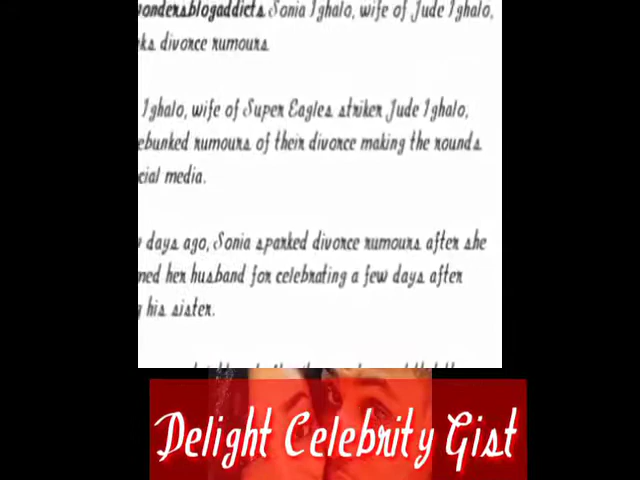 wondersblogaddicts Sonia Ighalo, wife of Jude Ighalo,
ks divorce rumours
Ighalo, wife of Super Eagles striker Jude Ighalo,
ebunked rumours of their divorce making the rounds
cial media.
days ago, Sonia sparked divorce rumours after she
ned her husband for celebrating a few days after
his sister.
Delight Celebrity Gist